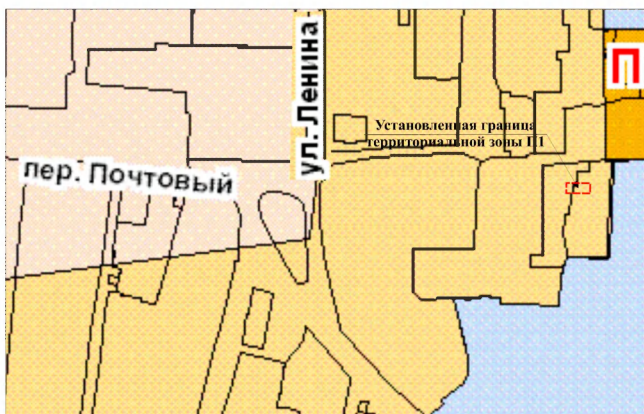 ул. Ленина
П
Установленная граница
территориальной зоны П1
пер. Почтовый